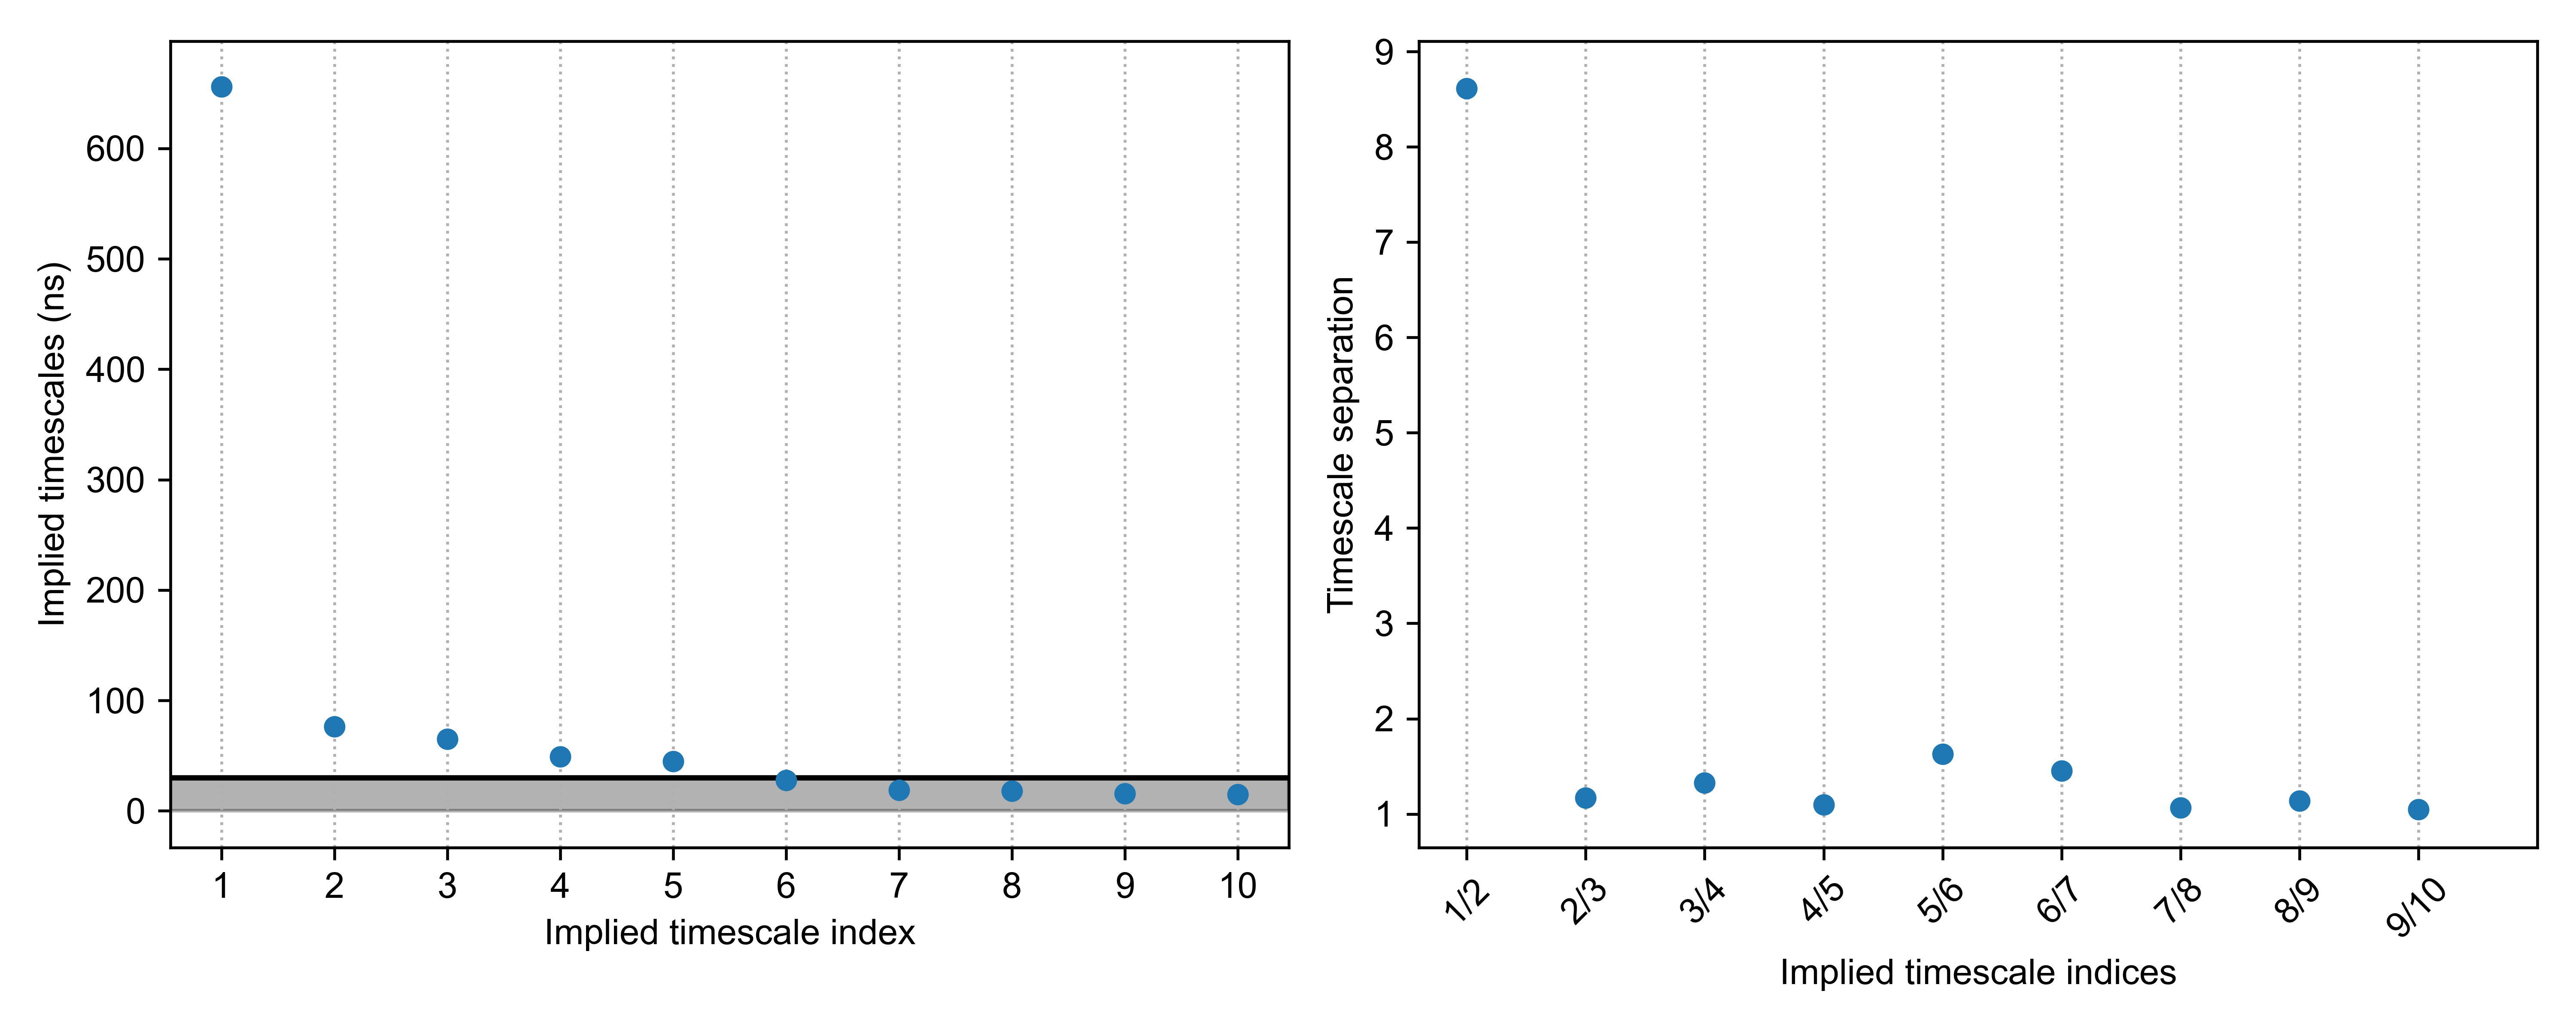 Implied timescales (ns)
600
500
400
300
200
100
0
1 2 3 4 5 6 7 8 9 10
Implied timescale index
Timescale separation
9
8
7
6
5
4
3
2
1
1/2 2/3 3/4 4/5 5/6 6/7 7/8 8/9 9/10
Implied timescale indices